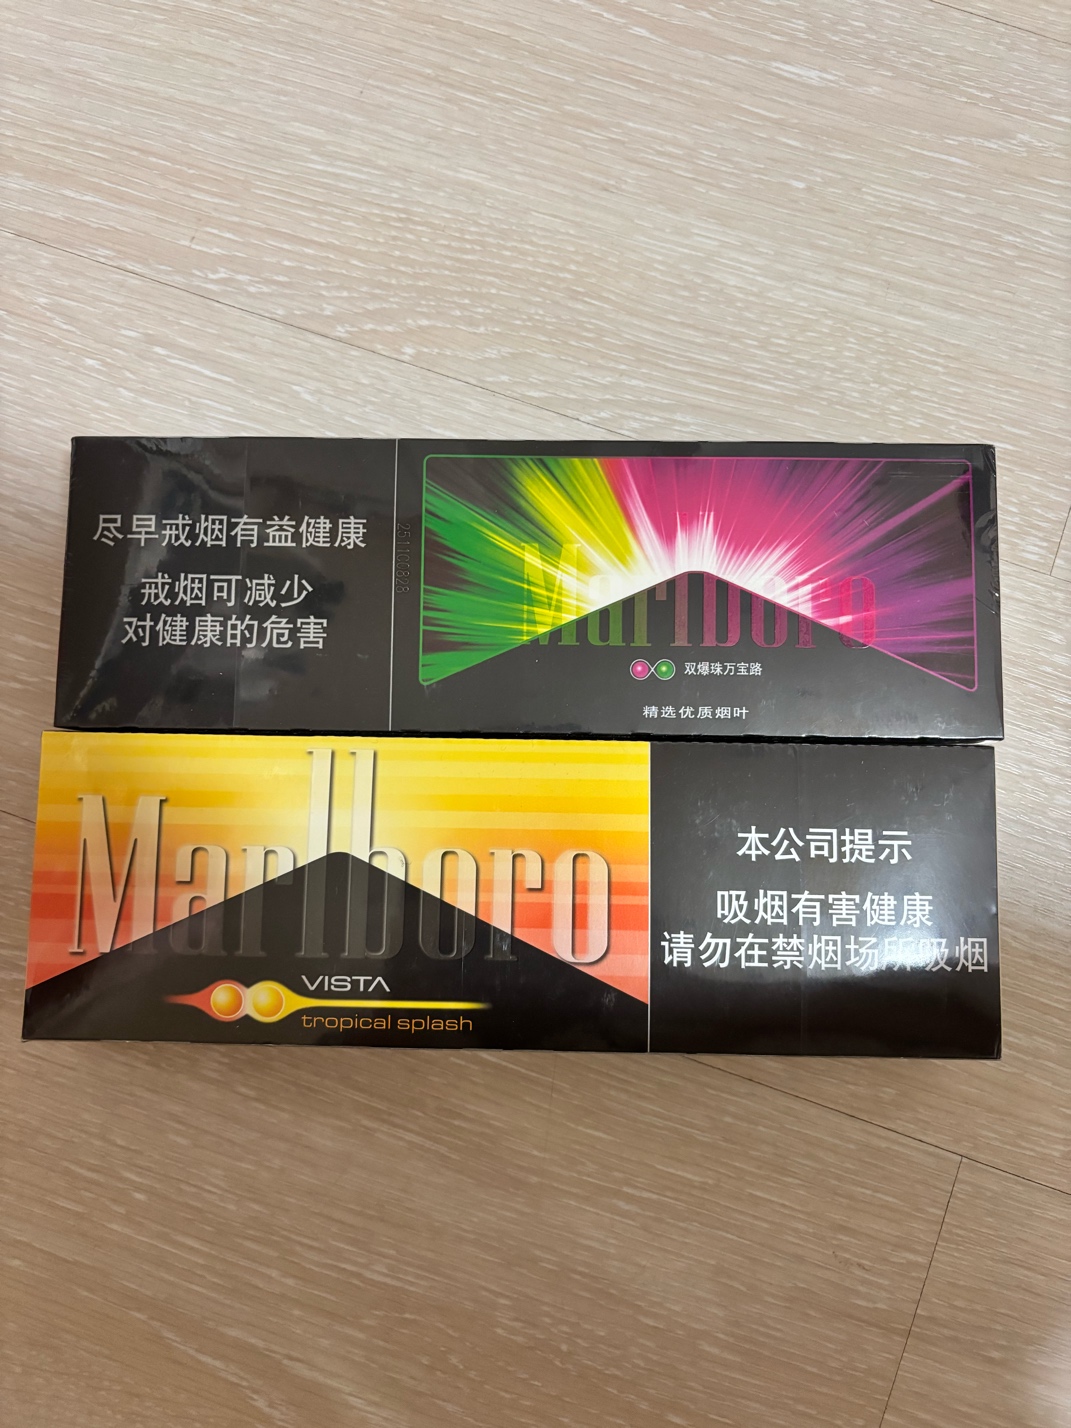 尽早戒烟有益健康
戒烟可减少
对健康的危害
Marlboro
双爆珠万宝路
精选优质烟叶
Marlboro
VISTA
tropical splash
本公司提示
吸烟有害健康
请勿在禁烟场所吸烟